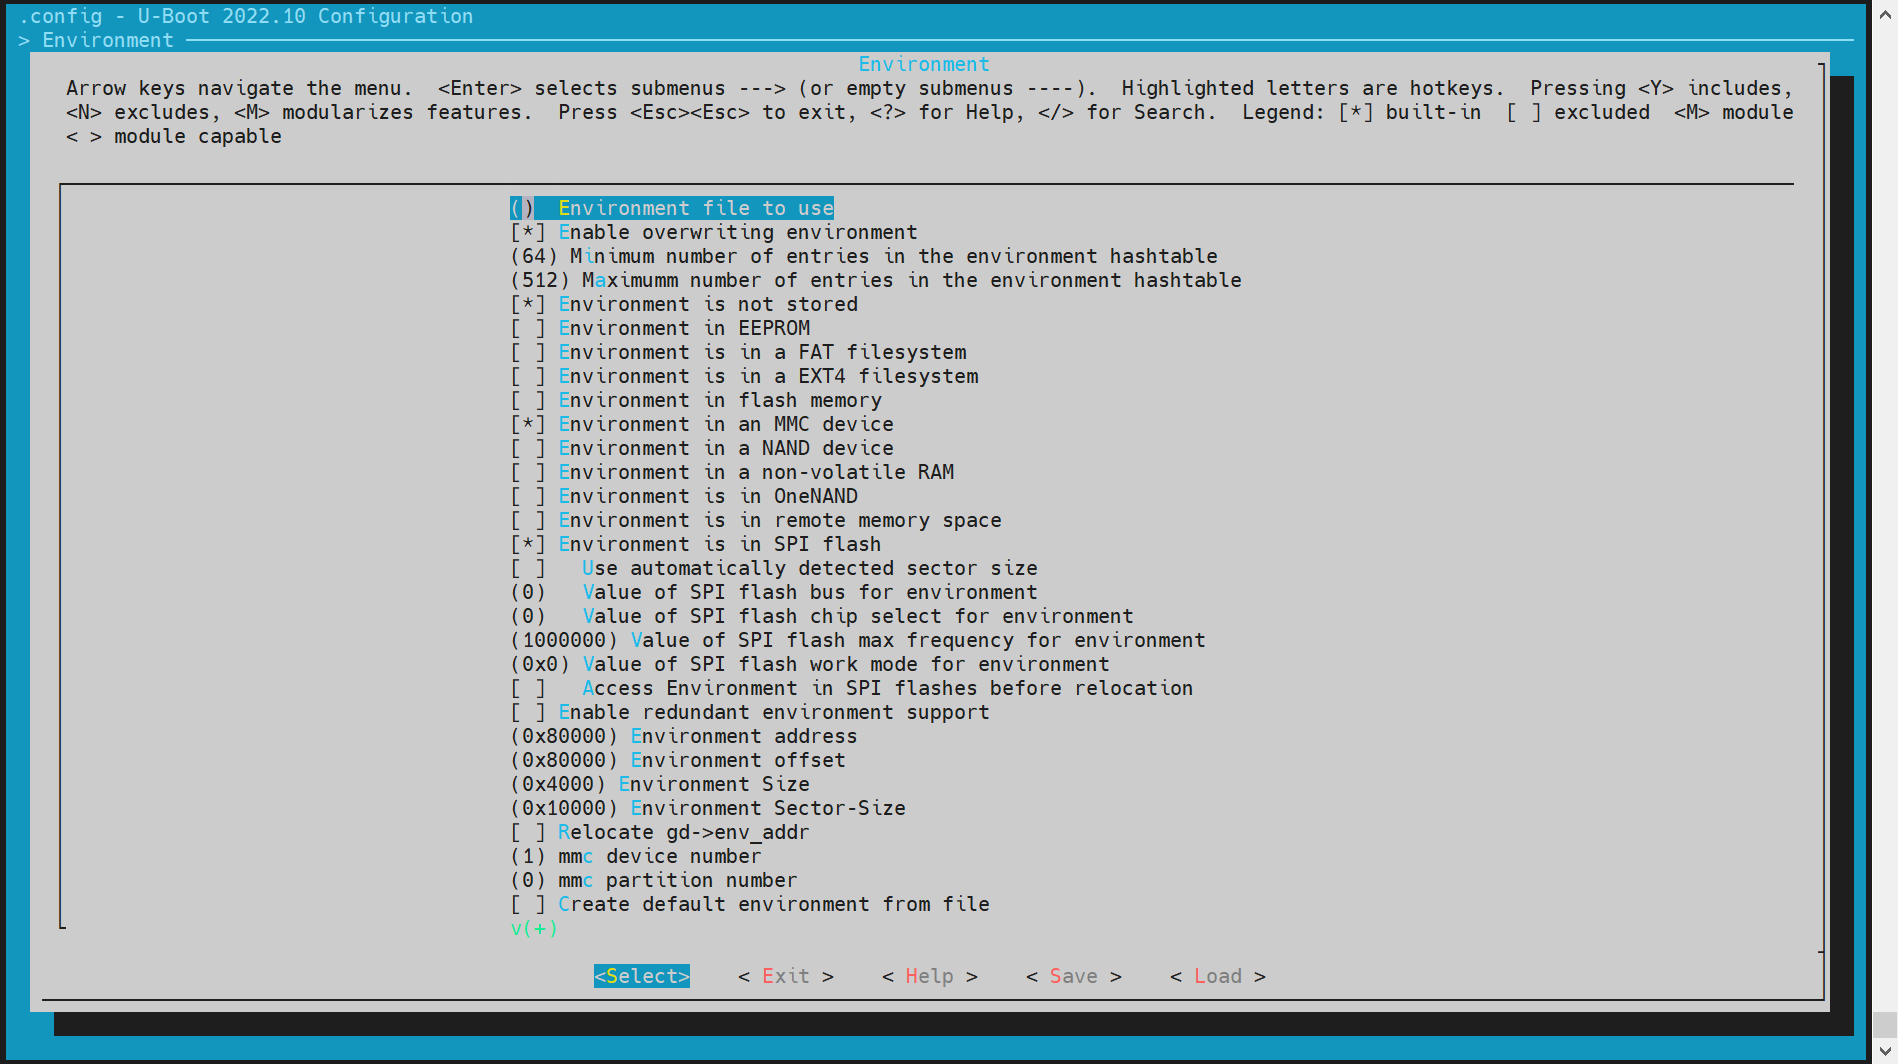 .config - U-Boot 2022.10 Configuration
> Environment
Environment
Arrow keys navigate the menu.  <Enter> selects submenus ---> (or empty submenus ----).  Highlighted letters are hotkeys.  Pressing <Y> includes,
<N> excludes, <M> modularizes features.  Press <Esc><Esc> to exit, <?> for Help, </> for Search.  Legend: [*] built-in  [ ] excluded  <M> module
< > module capable
()  Environment file to use
[*] Enable overwriting environment
(64) Minimum number of entries in the environment hashtable
(512) Maximumm number of entries in the environment hashtable
[*] Environment is not stored
[ ] Environment in EEPROM
[ ] Environment is in a FAT filesystem
[ ] Environment is in a EXT4 filesystem
[ ] Environment in flash memory
[*] Environment in an MMC device
[ ] Environment in a NAND device
[ ] Environment in a non-volatile RAM
[ ] Environment is in OneNAND
[ ] Environment is in remote memory space
[*] Environment is in SPI flash
[ ]   Use automatically detected sector size
(0)   Value of SPI flash bus for environment
(0)   Value of SPI flash chip select for environment
(1000000) Value of SPI flash max frequency for environment
(0x0) Value of SPI flash work mode for environment
[ ]   Access Environment in SPI flashes before relocation
[ ] Enable redundant environment support
(0x80000) Environment address
(0x80000) Environment offset
(0x4000) Environment Size
(0x10000) Environment Sector-Size
[ ] Relocate gd->env_addr
(1) mmc device number
(0) mmc partition number
[ ] Create default environment from file
v(+)
<Select>    < Exit >    < Help >    < Save >    < Load >